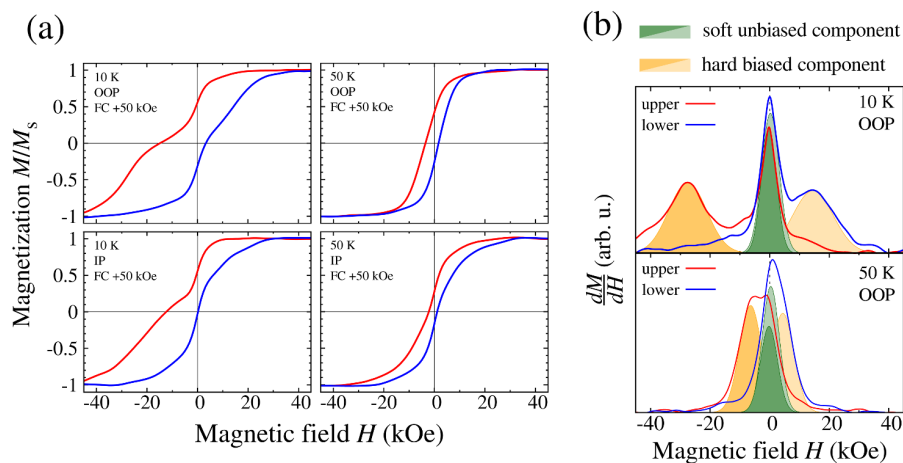 (a)
Magnetization M/Ms
1
0.5
0
-0.5
-1
10 K
OOP
FC +50 kOe
50 K
OOP
FC +50 kOe
1
0.5
0
-0.5
-1
10 K
IP
FC +50 kOe
50 K
IP
FC +50 kOe
-40 -20 0 20 40
-40 -20 0 20 40
Magnetic field H (kOe)
(b)
soft unbiased component
hard biased component
dM/dH (arb. u.)
upper
lower
10 K
OOP
upper
lower
50 K
OOP
-40 -20 0 20 40
Magnetic field H (kOe)